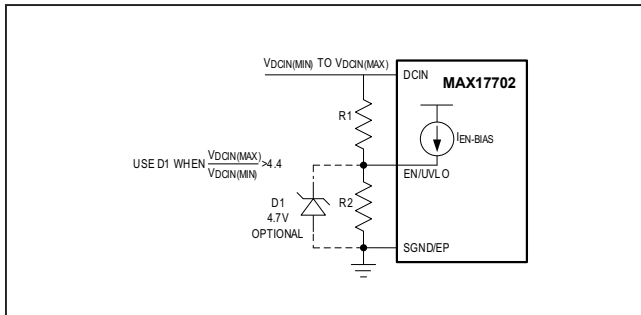 VDCIN(MIN) TO VDCIN(MAX)
DCIN
MAX17702
R1
IEN-BIAS
USE D1 WHEN VDCIN(MAX)
VDCIN(MIN) >4.4
EN/UVLO
D1
4.7V
OPTIONAL
R2
SGND/EP